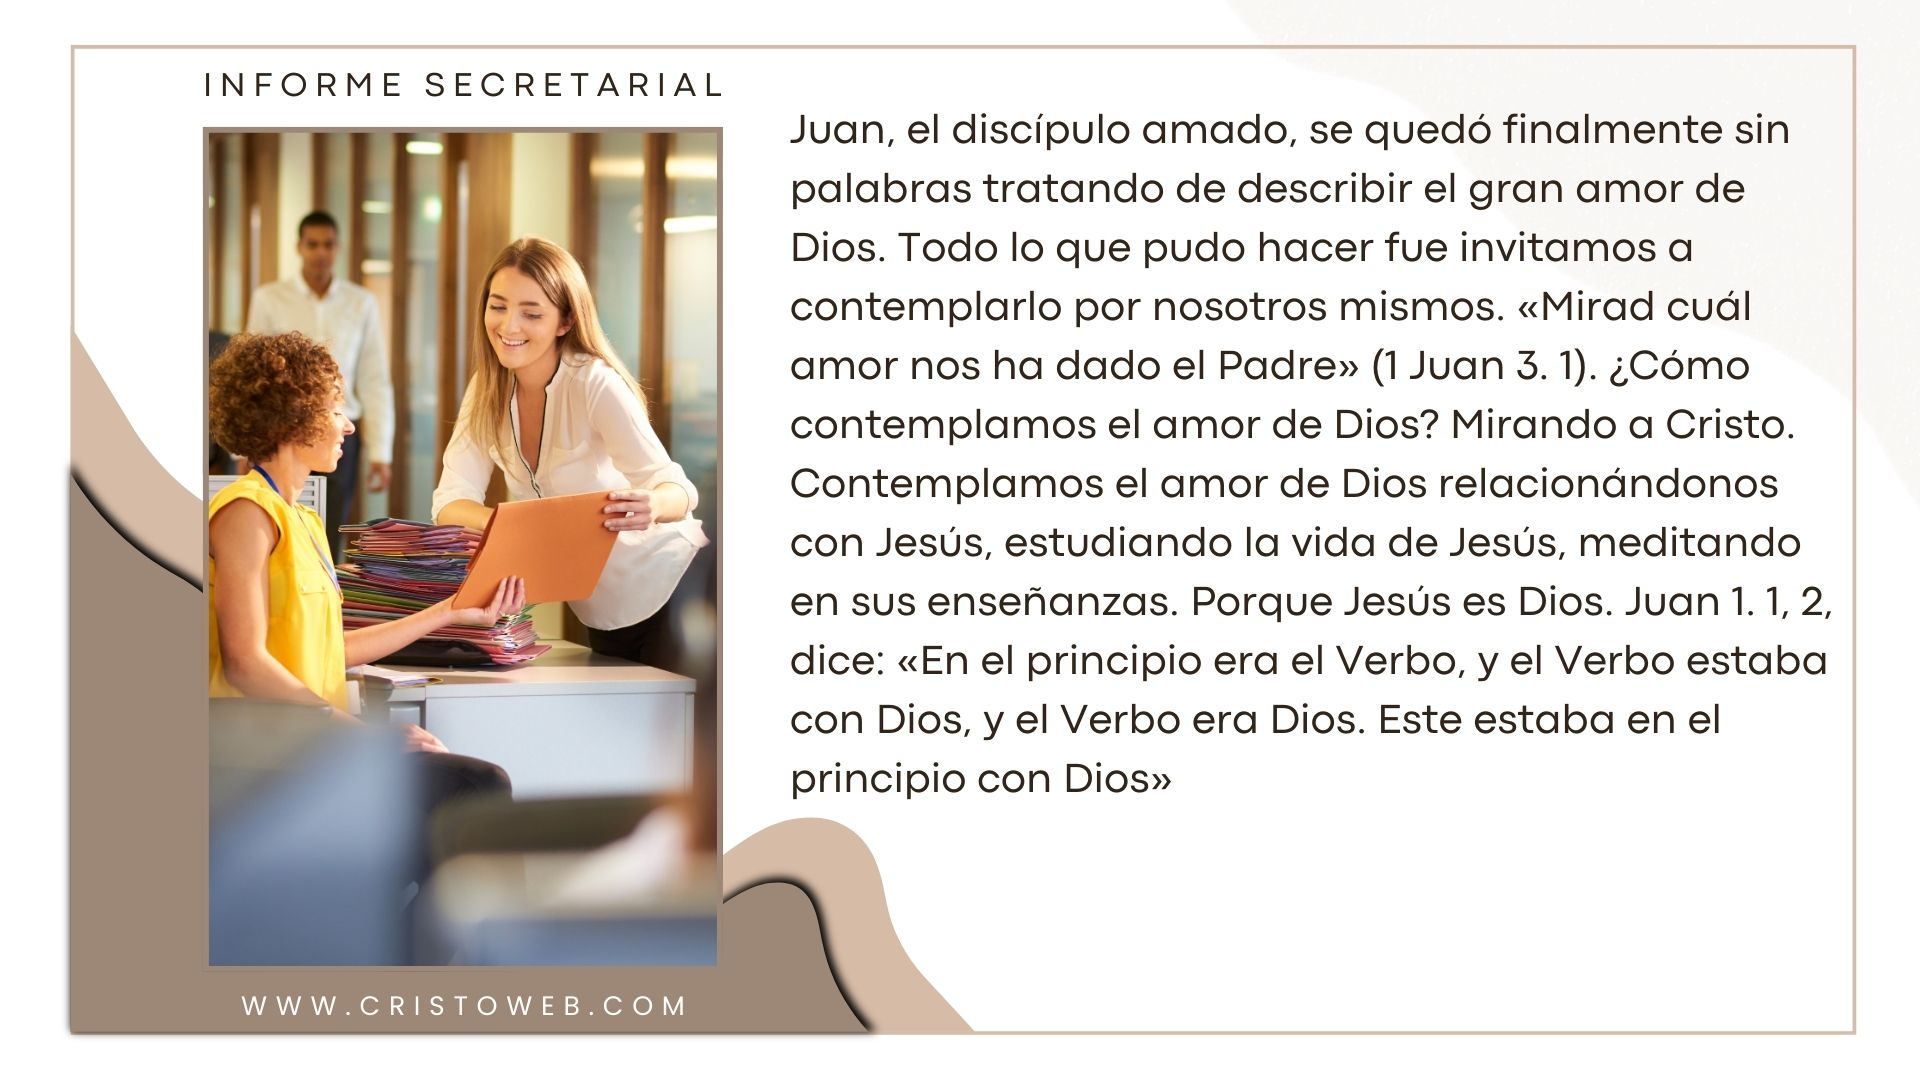 INFORME SECRETARIAL
Juan, el discípulo amado, se quedó finalmente sin
palabras tratando de describir el gran amor de
Dios. Todo lo que pudo hacer fue invitamos a
contemplarlo por nosotros mismos. «Mirad cuál
amor nos ha dado el Padre» (1 Juan 3. 1). ¿Cómo
contemplamos el amor de Dios? Mirando a Cristo.
Contemplamos el amor de Dios relacionándonos
con Jesús, estudiando la vida de Jesús, meditando
en sus enseñanzas. Porque Jesús es Dios. Juan 1. 1, 2,
dice: «En el principio era el Verbo, y el Verbo estaba
con Dios, y el Verbo era Dios. Este estaba en el
principio con Dios»
WWW.CRISTOWEB.COM